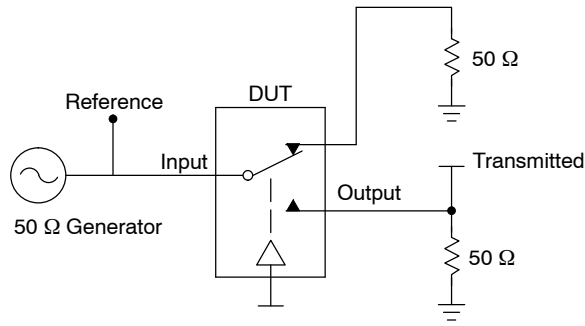 50 Ω
DUT
Reference
Input
Transmitted
Output
50 Ω Generator
50 Ω